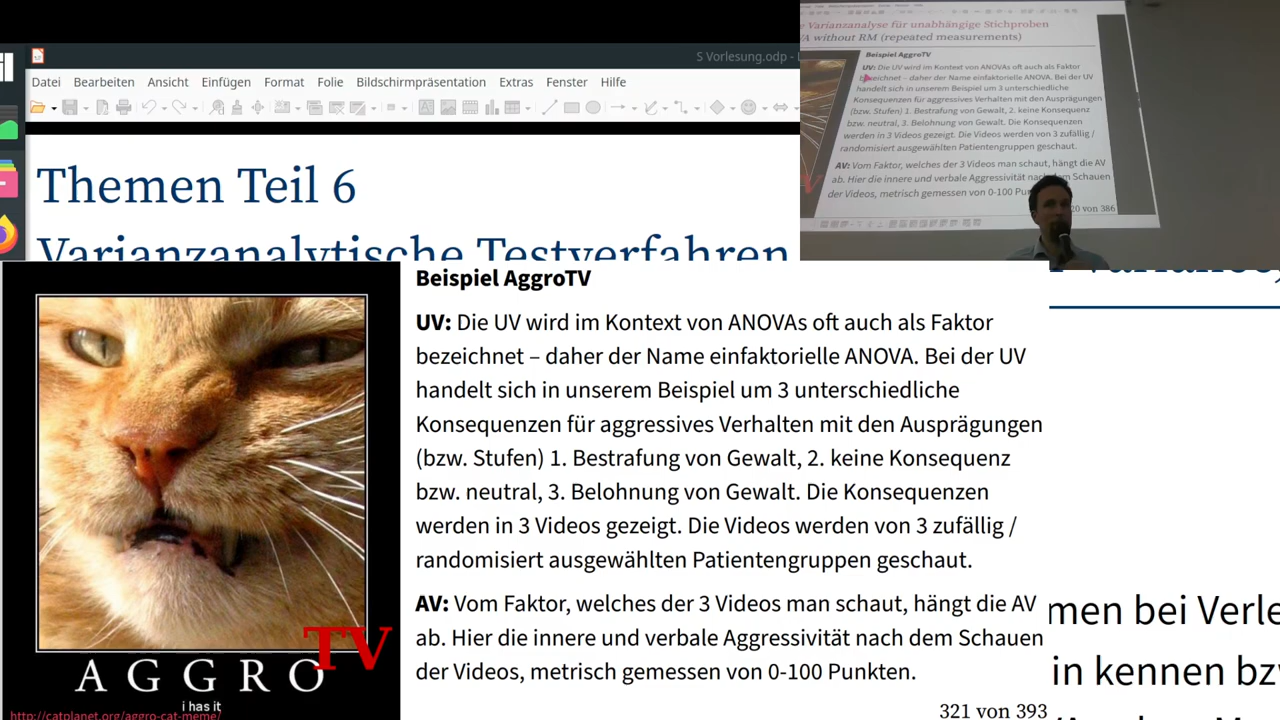 S Vorlesung.odp - L
Datei Bearbeiten Ansicht Einfügen Format Folie Bildschirmpräsentation Extras Fenster Hilfe
Themen Teil 6
Varianzanalytische Testverfahren
e Varianzanalyse für unabhängige Stichproben
VA without RM (repeated measurements)
Beispiel AggroTV
UV: Die UV wird im Kontext von ANOVAs oft auch als Faktor
bezeichnet – daher der Name einfaktorielle ANOVA. Bei der UV
handelt sich in unserem Beispiel um 3 unterschiedliche
Konsequenzen für aggressives Verhalten mit den Ausprägungen
(bzw. Stufen) 1. Bestrafung von Gewalt, 2. keine Konsequenz
bzw. neutral, 3. Belohnung von Gewalt. Die Konsequenzen
werden in 3 Videos gezeigt. Die Videos werden von 3 zufällig /
randomisiert ausgewählten Patientengruppen geschaut.
AV: Vom Faktor, welches der 3 Videos man schaut, hängt die AV
ab. Hier die innere und verbale Aggressivität nach dem Schauen
der Videos, metrisch gemessen von 0-100 Pun
20 von 386
Beispiel AggroTV
UV: Die UV wird im Kontext von ANOVAs oft auch als Faktor
bezeichnet – daher der Name einfaktorielle ANOVA. Bei der UV
handelt sich in unserem Beispiel um 3 unterschiedliche
Konsequenzen für aggressives Verhalten mit den Ausprägungen
(bzw. Stufen) 1. Bestrafung von Gewalt, 2. keine Konsequenz
bzw. neutral, 3. Belohnung von Gewalt. Die Konsequenzen
werden in 3 Videos gezeigt. Die Videos werden von 3 zufällig /
randomisiert ausgewählten Patientengruppen geschaut.
AV: Vom Faktor, welches der 3 Videos man schaut, hängt die AV
ab. Hier die innere und verbale Aggressivität nach dem Schauen
der Videos, metrisch gemessen von 0-100 Punkten.
321 von 393
AGGRO
TV
i has it
http://catplanet.org/aggro-cat-meme/
men bei Verle
in kennen bzw